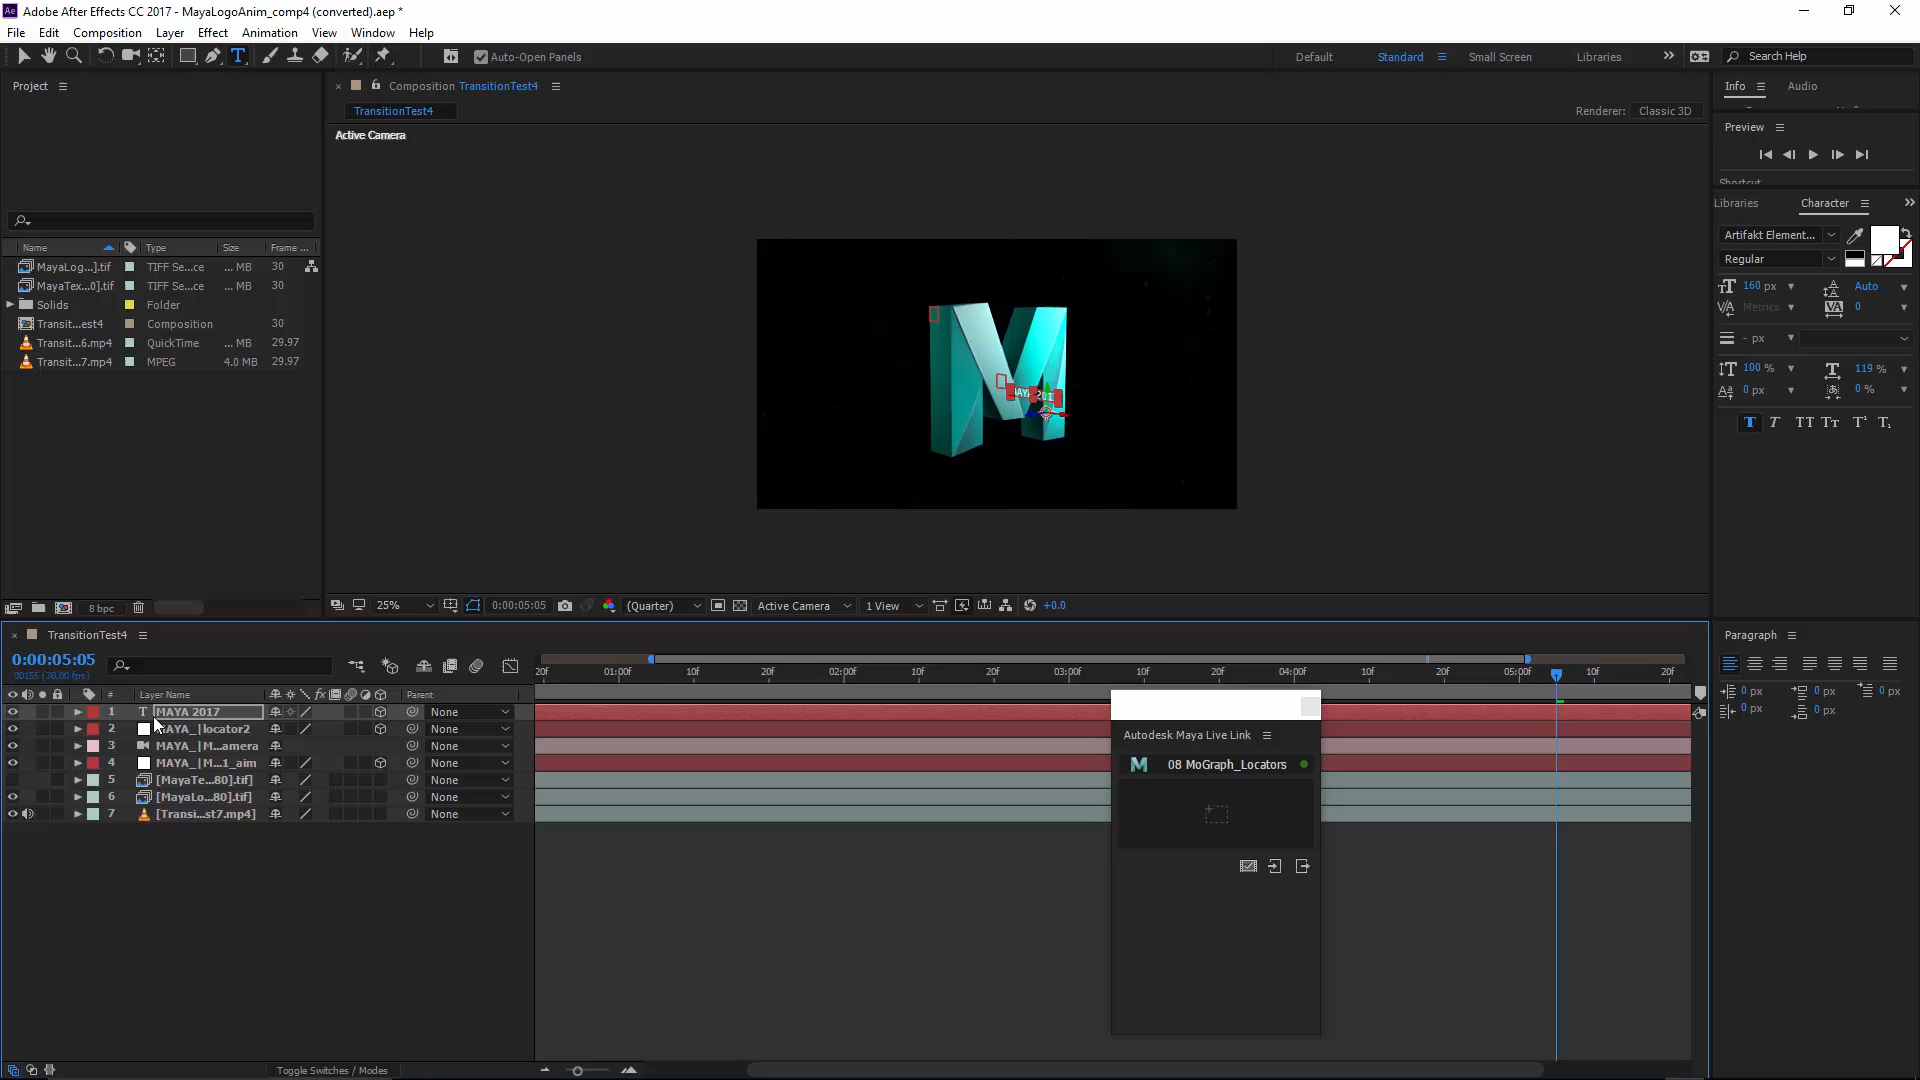 Adobe After Effects CC 2017 - MayaLogoAnim_comp4 (converted).aep *
File Edit Composition Layer Effect Animation View Window Help
Auto-Open Panels
Default Standard Small Screen Libraries
Search Help
Project
Composition TransitionTest4
TransitionTest4
Renderer: Classic 3D
Active Camera
Info Audio
Preview
Shortcut
Libraries Character
Artifakt Element...
Regular
160 px Auto
Metrics 0
- px
100 % 119 %
0 px 0 %
Name Type Size Frame ...
MayaLog...].tif TIFF Se...ce ... MB 30
MayaTex...0].tif TIFF Se...ce ... MB 30
Solids Folder
Transit...est4 Composition 30
Transit...6.mp4 QuickTime ... MB 29.97
Transit...7.mp4 MPEG 4.0 MB 29.97
8 bpc
25% 0:00:05:05 (Quarter) Active Camera 1 View +0.0
TransitionTest4
0:00:05:05
00155 (30.00 fps)
:20f 01:00f 10f 20f 02:00f 10f 20f 03:00f 10f 20f 04:00f 10f 20f 05:00f 10f 20f
# Layer Name Parent
1 T MAYA 2017 None
2 MAYA_|locator2 None
3 MAYA_|M...amera None
4 MAYA_|M...1_aim None
5 [MayaTe...80].tif] None
6 [MayaLo...80].tif] None
7 [Transi...st7.mp4] None
Autodesk Maya Live Link
08 MoGraph_Locators
Paragraph
0 px 0 px 0 px
0 px 0 px
Toggle Switches / Modes